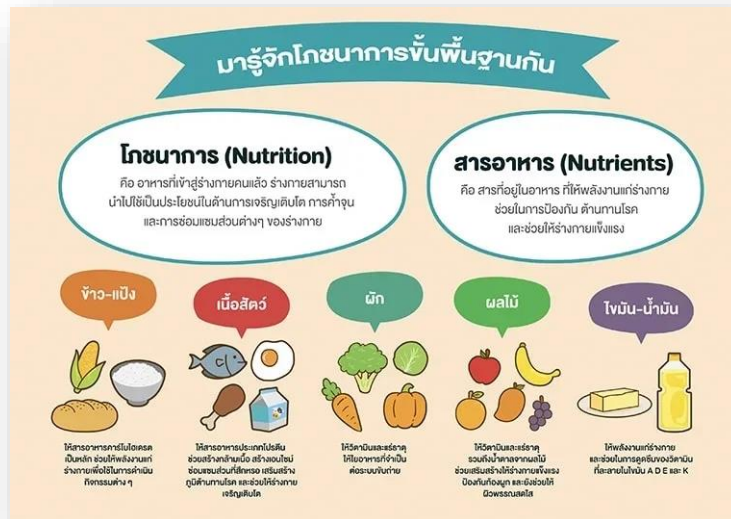 มารู้จักโภชนาการขั้นพื้นฐานกัน
โภชนาการ (Nutrition)
คือ อาหารที่เข้าสู่ร่างกายคนแล้ว ร่างกายสามารถ
นำไปใช้เป็นประโยชน์ในด้านการเจริญเติบโต การค้ำจุน
และการซ่อมแซมส่วนต่างๆ ของร่างกาย
สารอาหาร (Nutrients)
คือ สารที่อยู่ในอาหาร ที่ให้พลังงานแก่ร่างกาย
ช่วยในการป้องกัน ต้านทานโรค
และช่วยให้ร่างกายแข็งแรง
ข้าว-แป้ง
ให้สารอาหารคาร์โบไฮเดรต
เป็นหลัก ช่วยให้พลังงานแก่
ร่างกายเพื่อใช้ในการดำเนิน
กิจกรรมต่าง ๆ
เนื้อสัตว์
ให้สารอาหารประเภทโปรตีน
ช่วยสร้างกล้ามเนื้อ สร้างเอนไซม์
ซ่อมแซมส่วนที่สึกหรอ เสริมสร้าง
ภูมิต้านทานโรค และช่วยให้ร่างกาย
เจริญเติบโต
ผัก
ให้วิตามินและแร่ธาตุ
ให้ใยอาหารที่จำเป็น
ต่อระบบขับถ่าย
ผลไม้
ให้วิตามินและแร่ธาตุ
รวมถึงน้ำตาลจากผลไม้
ช่วยเสริมสร้างให้ร่างกายแข็งแรง
ป้องกันท้องผูก และยังช่วยให้
ผิวพรรณสดใส
ไขมัน-น้ำมัน
ให้พลังงานแก่ร่างกาย
และช่วยในการดูดซึมของวิตามิน
ที่ละลายในไขมัน A D E และ K